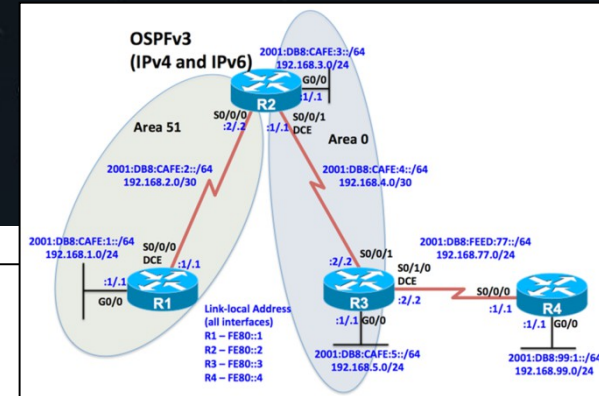 OSPFv3
(IPv4 and IPv6)
2001:DB8:CAFE:3::/64
192.168.3.0/24
G0/0
:1/.1
R2
S0/0/0
:2/.2
:1/.1
S0/0/1
DCE
Area 51
Area 0
2001:DB8:CAFE:2::/64
192.168.2.0/30
2001:DB8:CAFE:4::/64
192.168.4.0/30
2001:DB8:CAFE:1::/64
192.168.1.0/24
S0/0/0
DCE
:1/.1
:1/.1
G0/0
R1
Link-local Address
(all interfaces)
R1 – FE80::1
R2 – FE80::2
R3 – FE80::3
R4 – FE80::4
2001:DB8:FEED:77::/64
192.168.77.0/24
S0/0/1
:2/.2
S0/1/0
DCE
:2/.2
R3
:1/.1
G0/0
2001:DB8:CAFE:5::/64
192.168.5.0/24
S0/0/0
:1/.1
R4
:1/.1
G0/0
2001:DB8:99:1::/64
192.168.99.0/24